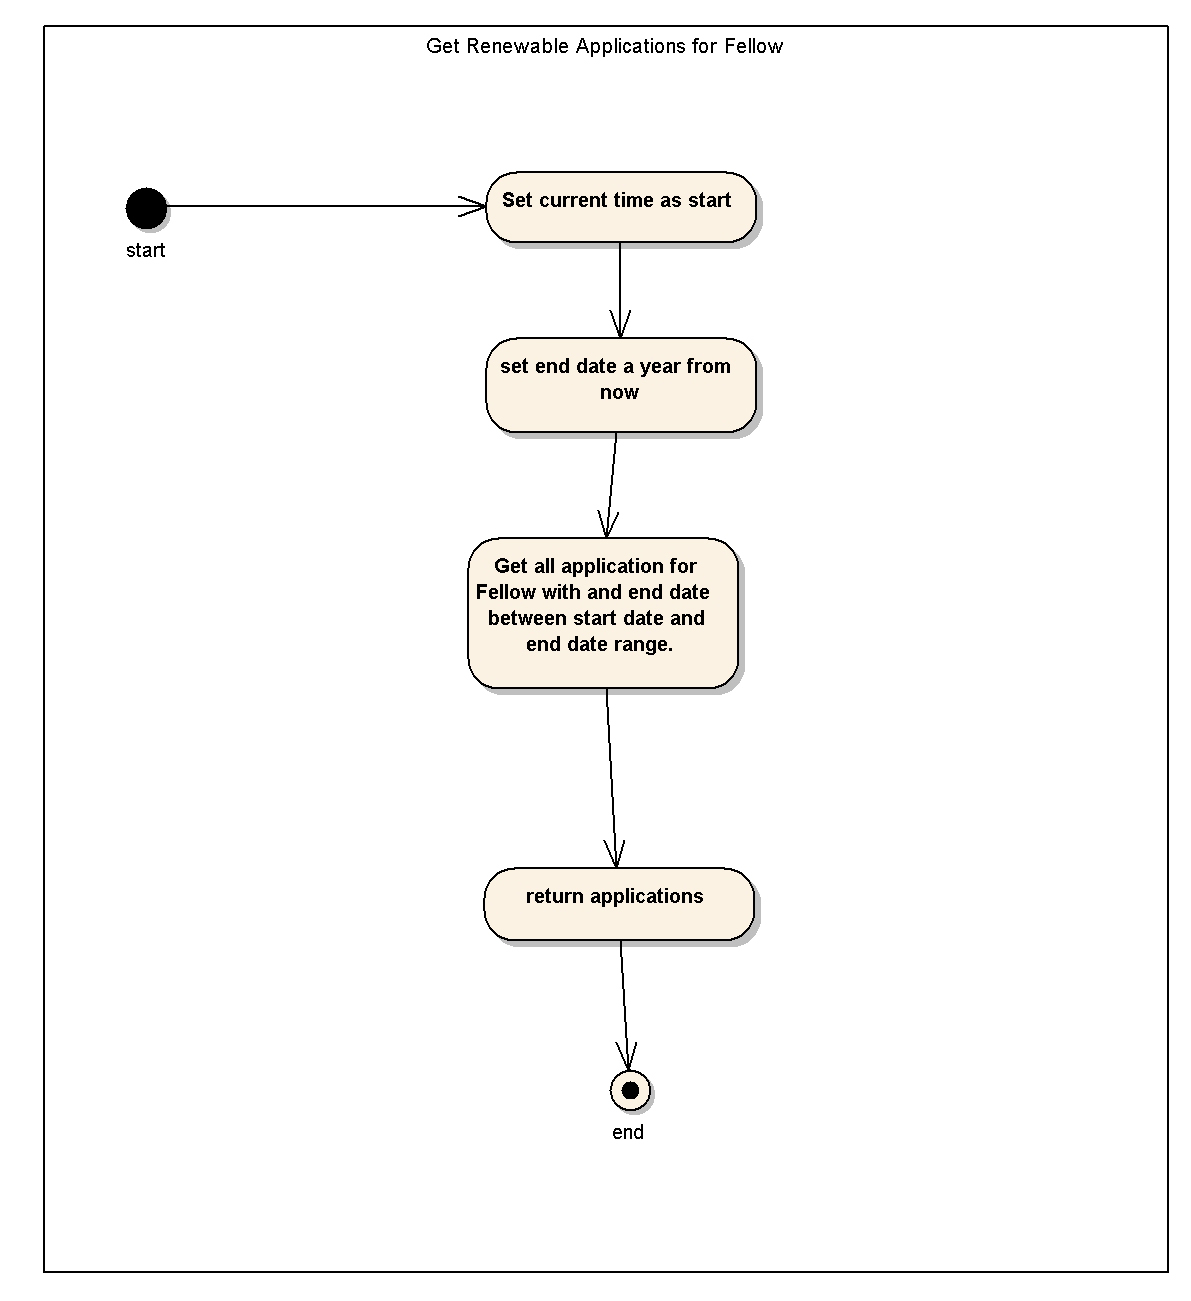 Get Renewable Applications for Fellow
start
Set current time as start
set end date a year from
now
Get all application for
Fellow with and end date
between start date and
end date range.
return applications
end